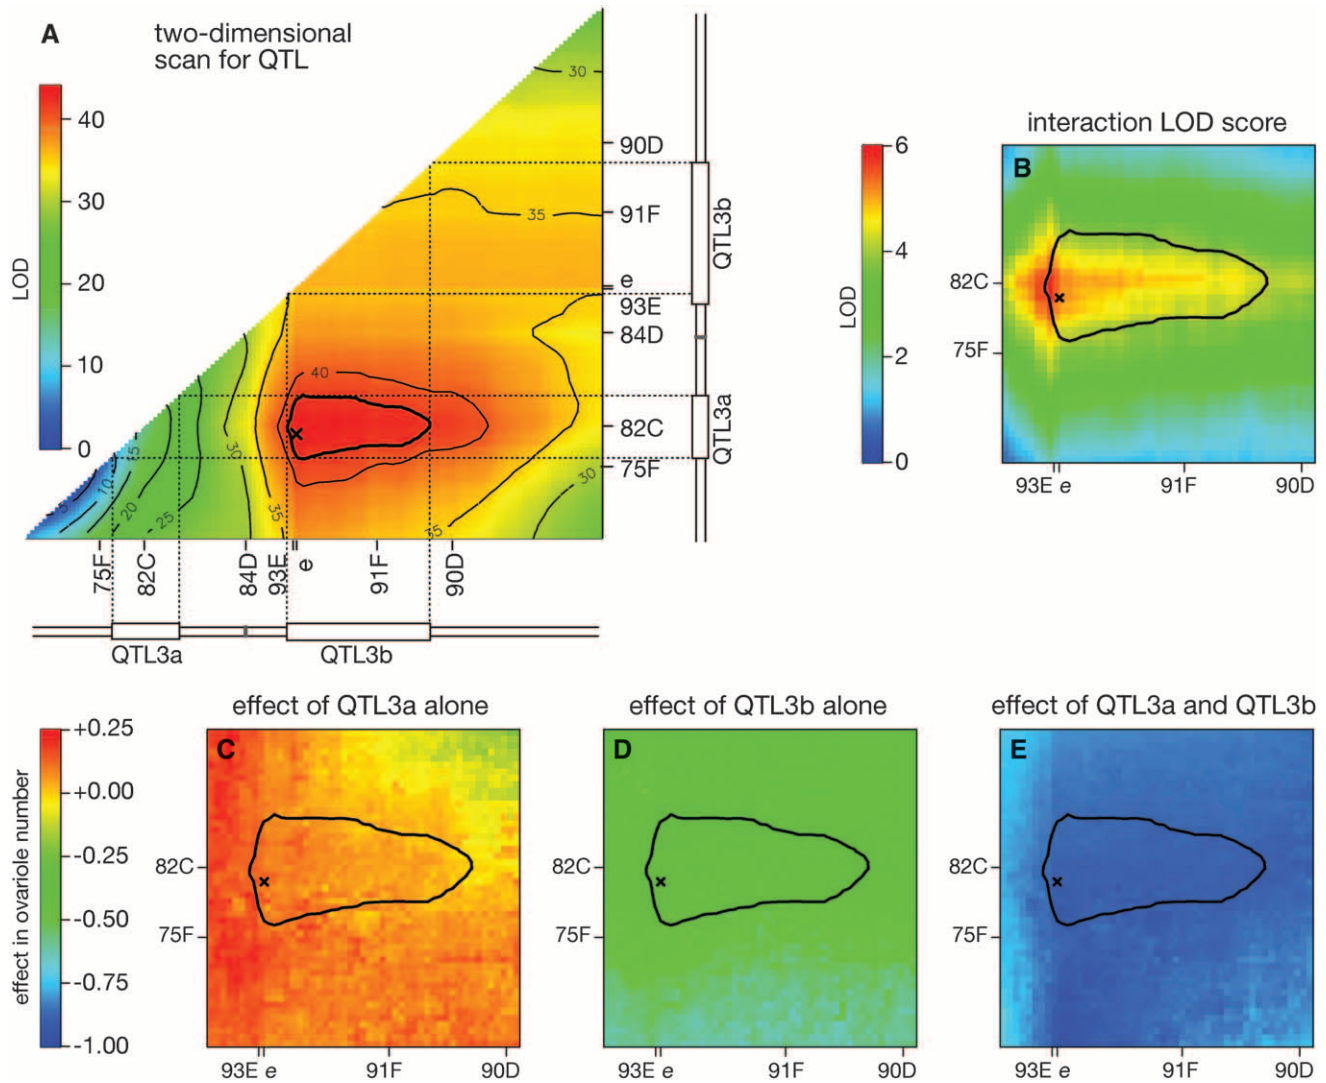 A
two-dimensional
scan for QTL
LOD
40
30
20
10
0
30
35
40
35
30
35
30
25
20
15
10
5
90D
91F
e
93E
84D
82C
75F
QTL3b
QTL3a
75F
82C
84D
93E
e
91F
90D
QTL3a
QTL3b
interaction LOD score
B
LOD
6
4
2
0
82C
75F
93E e
91F
90D
effect of QTL3a alone
effect of QTL3b alone
effect of QTL3a and QTL3b
effect in ovariole number
+0.25
+0.00
-0.25
-0.50
-0.75
-1.00
C
82C
75F
93E e
91F
90D
D
82C
75F
93E e
91F
90D
E
82C
75F
93E e
91F
90D